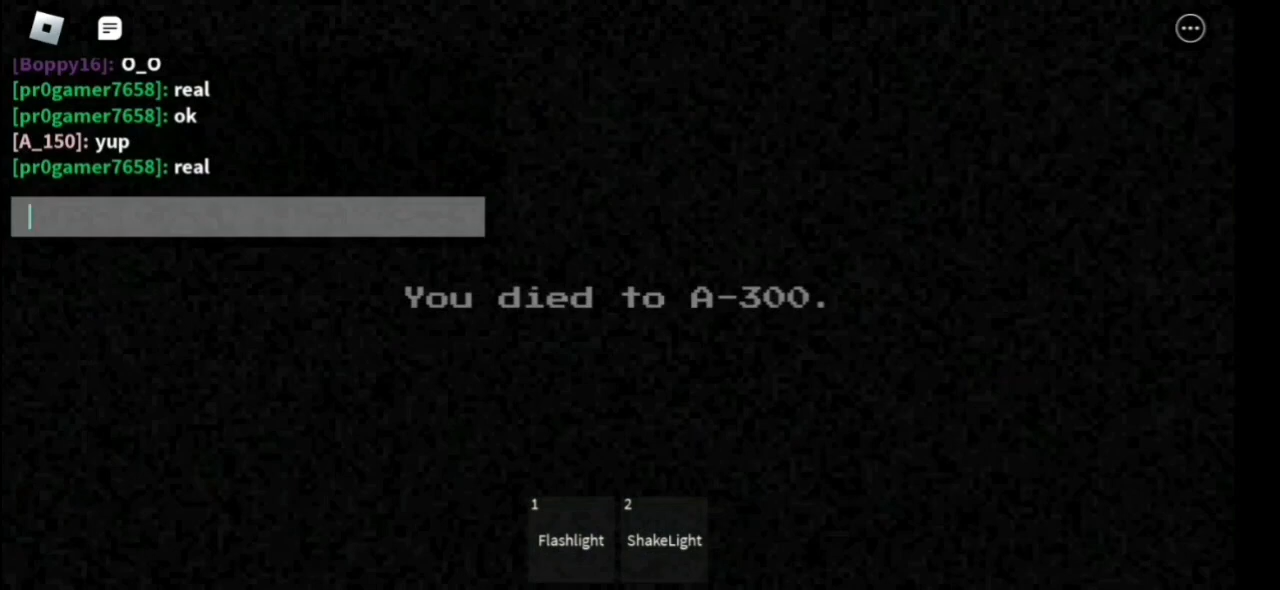 [Boppy16]: O_O
[pr0gamer7658]: real
[pr0gamer7658]: ok
[A_150]: yup
[pr0gamer7658]: real
You died to A-300.
1
2
Flashlight
ShakeLight